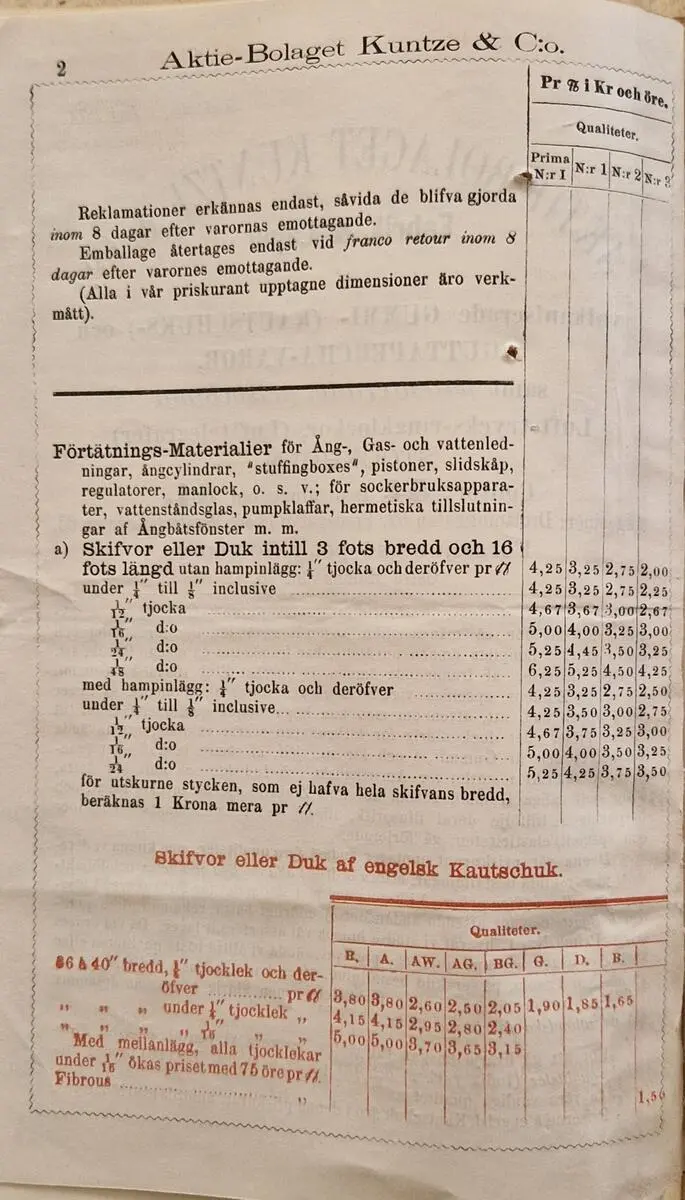 2
Aktie-Bolaget Kuntze & C:o.
Pr ℔ i Kr och öre.
Qualiteter.
Prima N:r I | N:r 1 | N:r 2 | N:r 3
Reklamationer erkännas endast, såvida de blifva gjorda
inom 8 dagar efter varornas emottagande.
Emballage återtages endast vid franco retour inom 8
dagar efter varornes emottagande.
(Alla i vår priskurant upptagne dimensioner äro verk-
mått).
Förtätnings-Materialier för Ång-, Gas- och vattenled-
ningar, ångcylindrar, "stuffingboxes", pistoner, slidskåp,
regulatorer, manlock, o. s. v.; för sockerbruksappara-
ter, vattenståndsglas, pumpklaffar, hermetiska tillslutnin-
gar af Ångbåtsfönster m. m.
a) Skifvor eller Duk intill 3 fots bredd och 16
fots längd utan hampinlägg: 1/4" tjocka och deröfver pr ℔ 4,25 3,25 2,75 2,00
under 1/4" till 1/8" inclusive 4,25 3,25 2,75 2,25
1/12" tjocka 4,67 3,67 3,00 2,67
1/16" d:o 5,00 4,00 3,25 3,00
1/24" d:o 5,25 4,45 3,50 3,25
1/48" d:o 6,25 5,25 4,50 4,25
med hampinlägg: 1/4" tjocka och deröfver 4,25 3,25 2,75 2,50
under 1/4" till 1/8" inclusive 4,25 3,50 3,00 2,75
1/12" tjocka 4,67 3,75 3,25 3,00
1/16" d:o 5,00 4,00 3,50 3,25
1/24 d:o 5,25 4,25 3,75 3,50
för utskurne stycken, som ej hafva hela skifvans bredd,
beräknas 1 Krona mera pr ℔.
Skifvor eller Duk af engelsk Kautschuk.
Qualiteter.
B. | A. | AW. | AG. | BG. | G. | D. | B.
36 à 40" bredd, 1/8" tjocklek och der-
öfver pr ℔ 3,80 3,80 2,60 2,50 2,05 1,90 1,85 1,65
" " " under 1/8" tjocklek " 4,15 4,15 2,95 2,80 2,40
" " " " 1/16 " " 5,00 5,00 3,70 3,65 3,15
Med mellanlägg, alla tjocklekar
under 1/16" ökas priset med 75 öre pr ℔.
Fibrous " 1,50